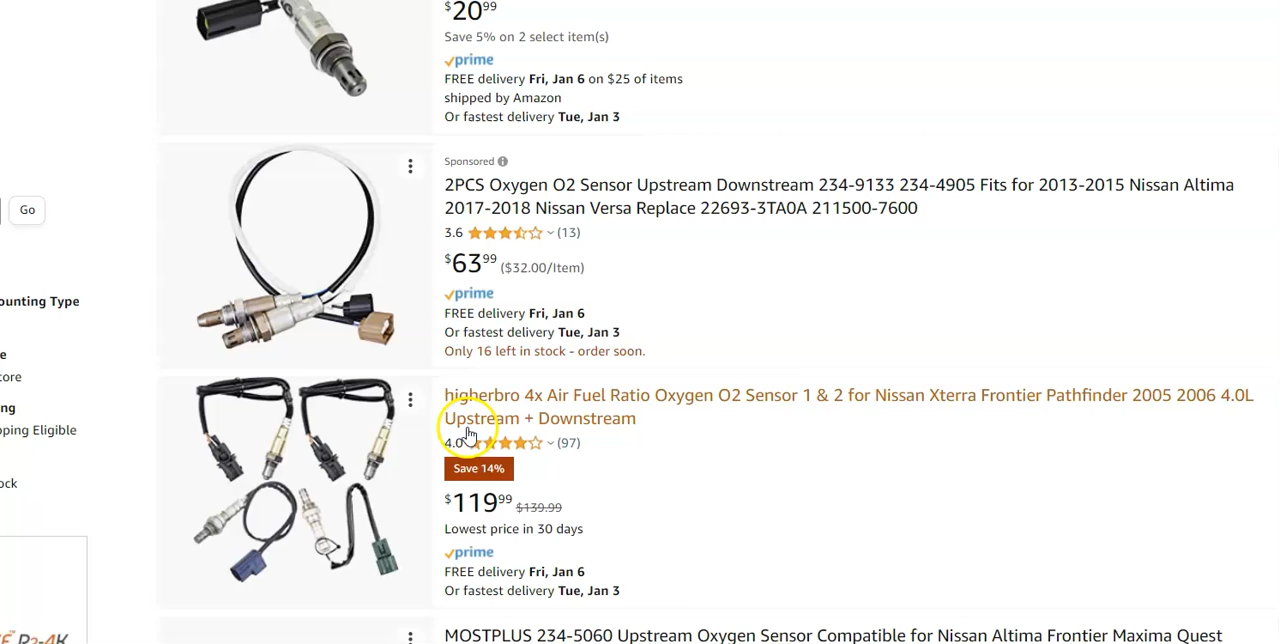 $20.99
Save 5% on 2 select item(s)
prime
FREE delivery Fri, Jan 6 on $25 of items
shipped by Amazon
Or fastest delivery Tue, Jan 3
Sponsored
2PCS Oxygen O2 Sensor Upstream Downstream 234-9133 234-4905 Fits for 2013-2015 Nissan Altima
2017-2018 Nissan Versa Replace 22693-3TA0A 211500-7600
Go
3.6 (13)
$63.99 ($32.00/Item)
prime
ounting Type
FREE delivery Fri, Jan 6
Or fastest delivery Tue, Jan 3
Only 16 left in stock - order soon.
e
tore
higherbro 4x Air Fuel Ratio Oxygen O2 Sensor 1 & 2 for Nissan Xterra Frontier Pathfinder 2005 2006 4.0L
Upstream + Downstream
ng
pping Eligible
4.0 (97)
Save 14%
ock
$119.99 $139.99
Lowest price in 30 days
prime
FREE delivery Fri, Jan 6
Or fastest delivery Tue, Jan 3
MOSTPLUS 234-5060 Upstream Oxygen Sensor Compatible for Nissan Altima Frontier Maxima Quest